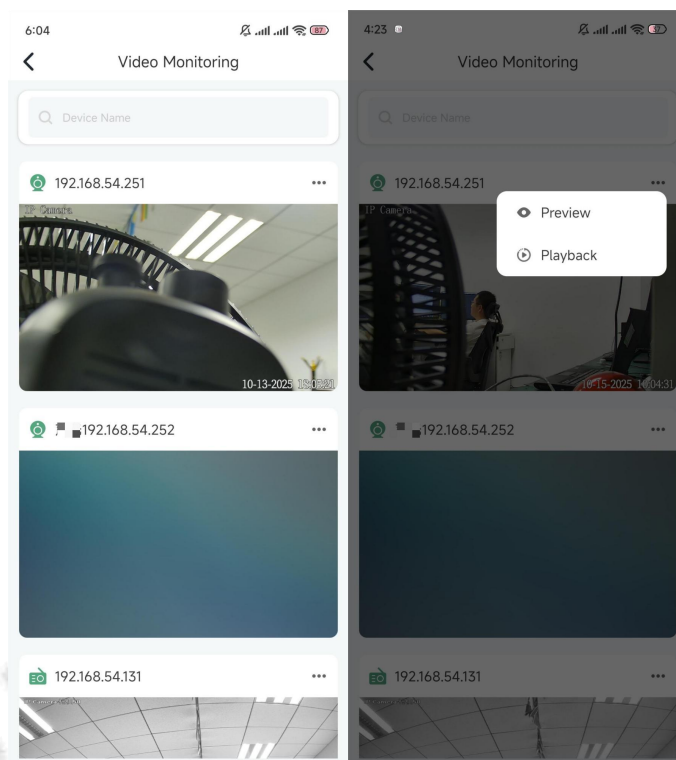 6:04
87
Video Monitoring
Device Name
192.168.54.251
IP Camera
10-13-2025
192.168.54.252
192.168.54.131
4:23
Video Monitoring
Device Name
192.168.54.251
IP Camera
Preview
Playback
10-15-2025
192.168.54.252
192.168.54.131